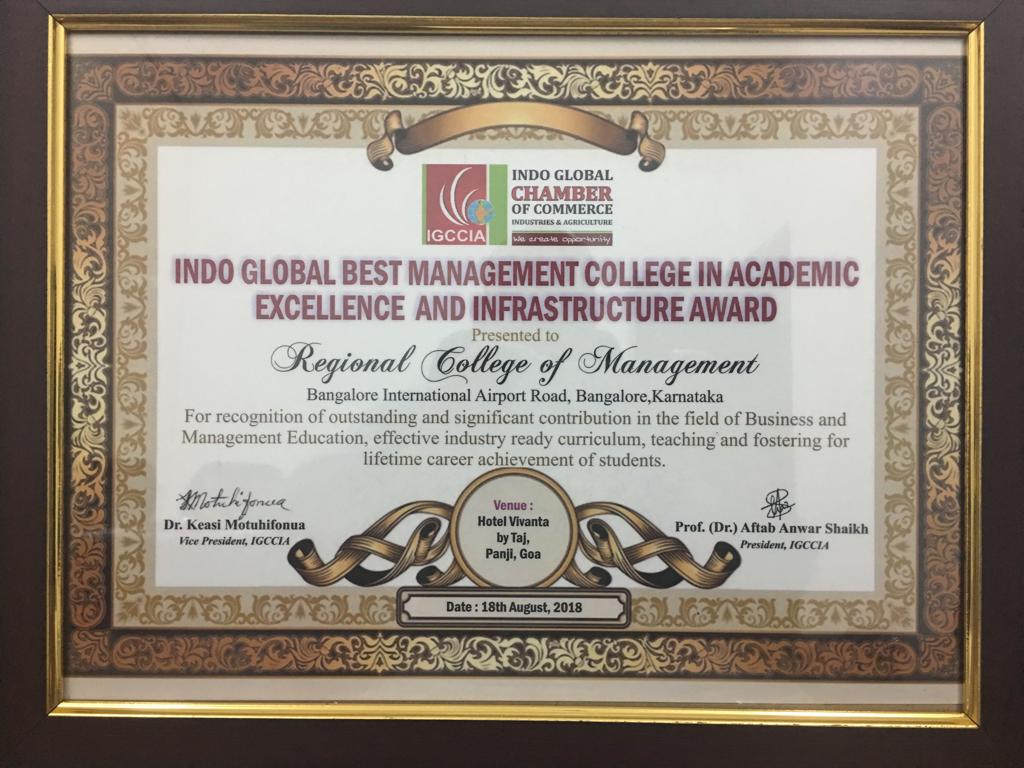 INDO GLOBAL
CHAMBER
OF COMMERCE
INDUSTRIES & AGRICULTURE
We create opportunity
IGCCIA
INDO GLOBAL BEST MANAGEMENT COLLEGE IN ACADEMIC
EXCELLENCE AND INFRASTRUCTURE AWARD
Presented to
Regional College of Management
Bangalore International Airport Road, Bangalore,Karnataka
For recognition of outstanding and significant contribution in the field of Business and
Management Education, effective industry ready curriculum, teaching and fostering for
lifetime career achievement of students.
Dr. Keasi Motuhifonua
Vice President, IGCCIA
Venue :
Hotel Vivanta
by Taj,
Panji, Goa
Prof. (Dr.) Aftab Anwar Shaikh
President, IGCCIA
Date : 18th August, 2018